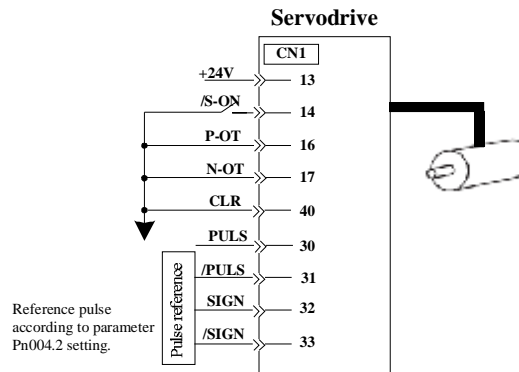 Servodrive
CN1
+24V 13
/S-ON 14
P-OT 16
N-OT 17
CLR 40
PULS 30
/PULS 31
SIGN 32
/SIGN 33
Pulse reference
Reference pulse
according to parameter
Pn004.2 setting.